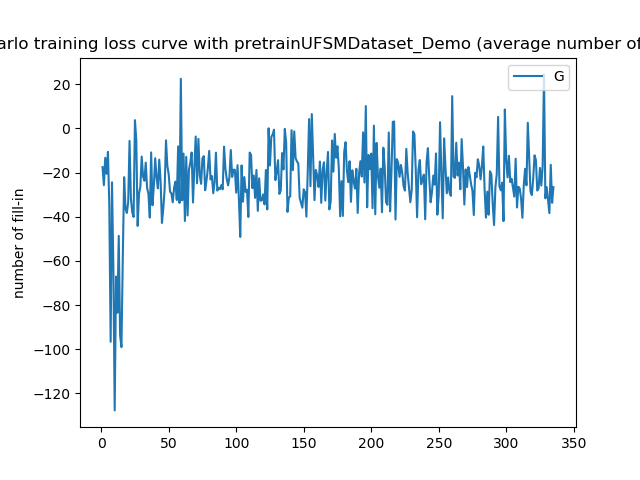 arlo training loss curve with pretrainUFSMDataset_Demo (average number of
G
20
0
−20
−40
−60
−80
−100
−120
number of fill-in
0 50 100 150 200 250 300 350